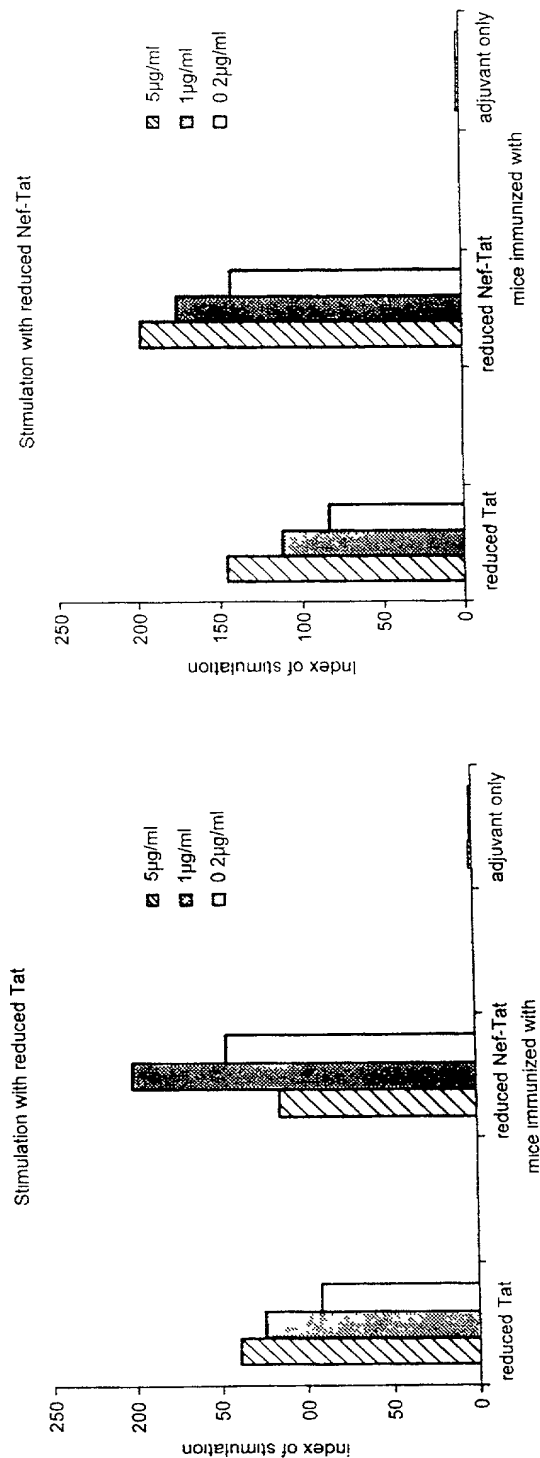 Stimulation with reduced Tat
250
200
50
00
50
0
index of stimulation
5µg/ml
1µg/ml
0 2µg/ml
reduced Tat
reduced Nef-Tat
adjuvant only
mice immunized with
Stimulation with reduced Nef-Tat
250
200
150
100
50
0
Index of stimulation
5µg/ml
1µg/ml
0 2µg/ml
reduced Tat
reduced Nef-Tat
adjuvant only
mice immunized with